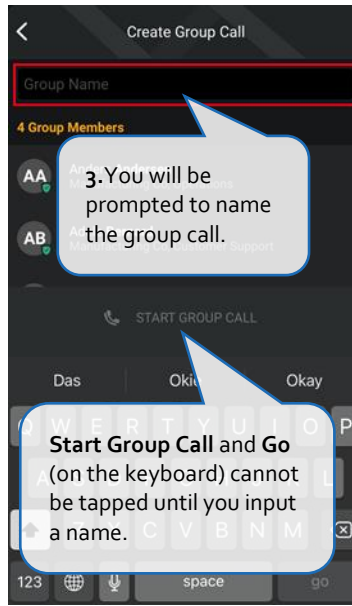 Create Group Call
Group Name
4 Group Members
AA
3. You will be
prompted to name
the group call.
AB
START GROUP CALL
Das Okay
P
Start Group Call and Go
(on the keyboard) cannot
be tapped until you input
a name.
Z C V B N M
123 space go